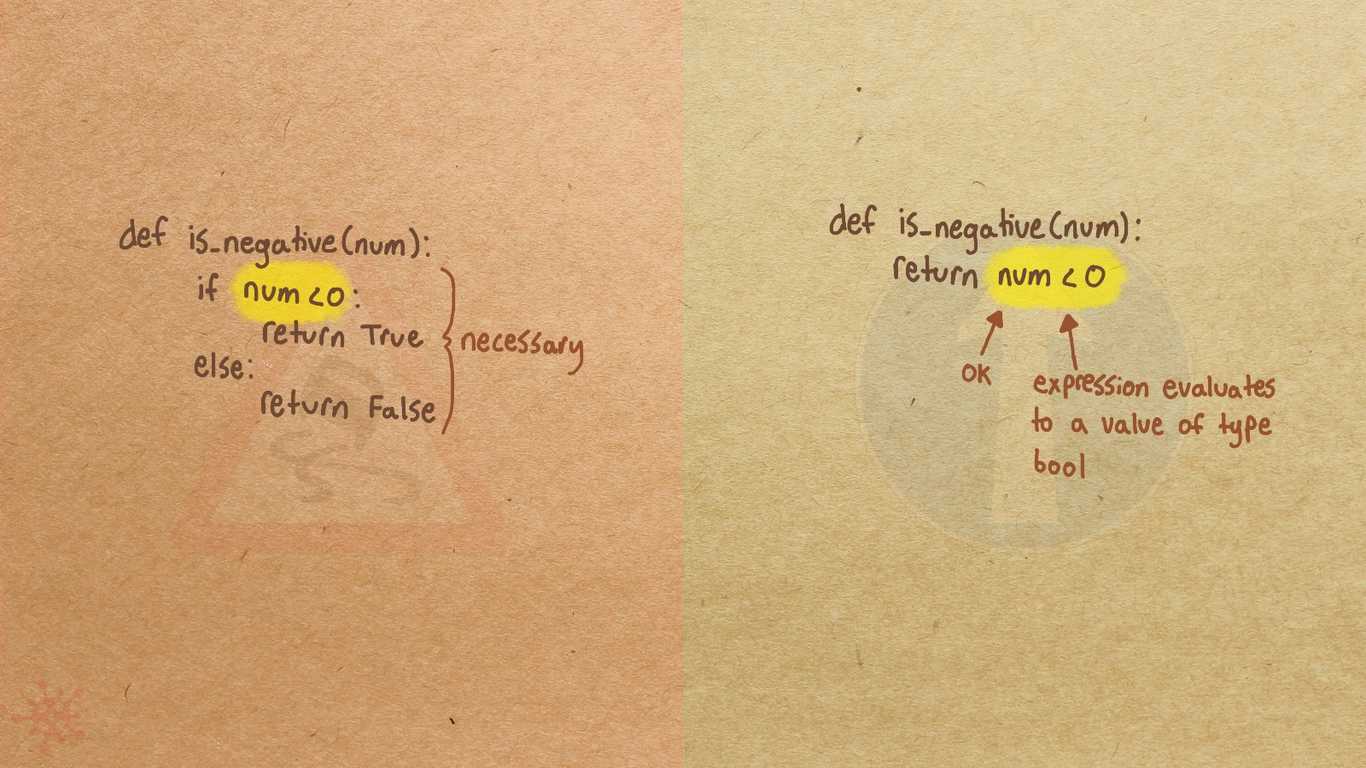 def is_negative(num):
if num < 0:
return True
else:
return False
necessary
def is_negative(num):
return num < 0
OK
expression evaluates
to a value of type
bool